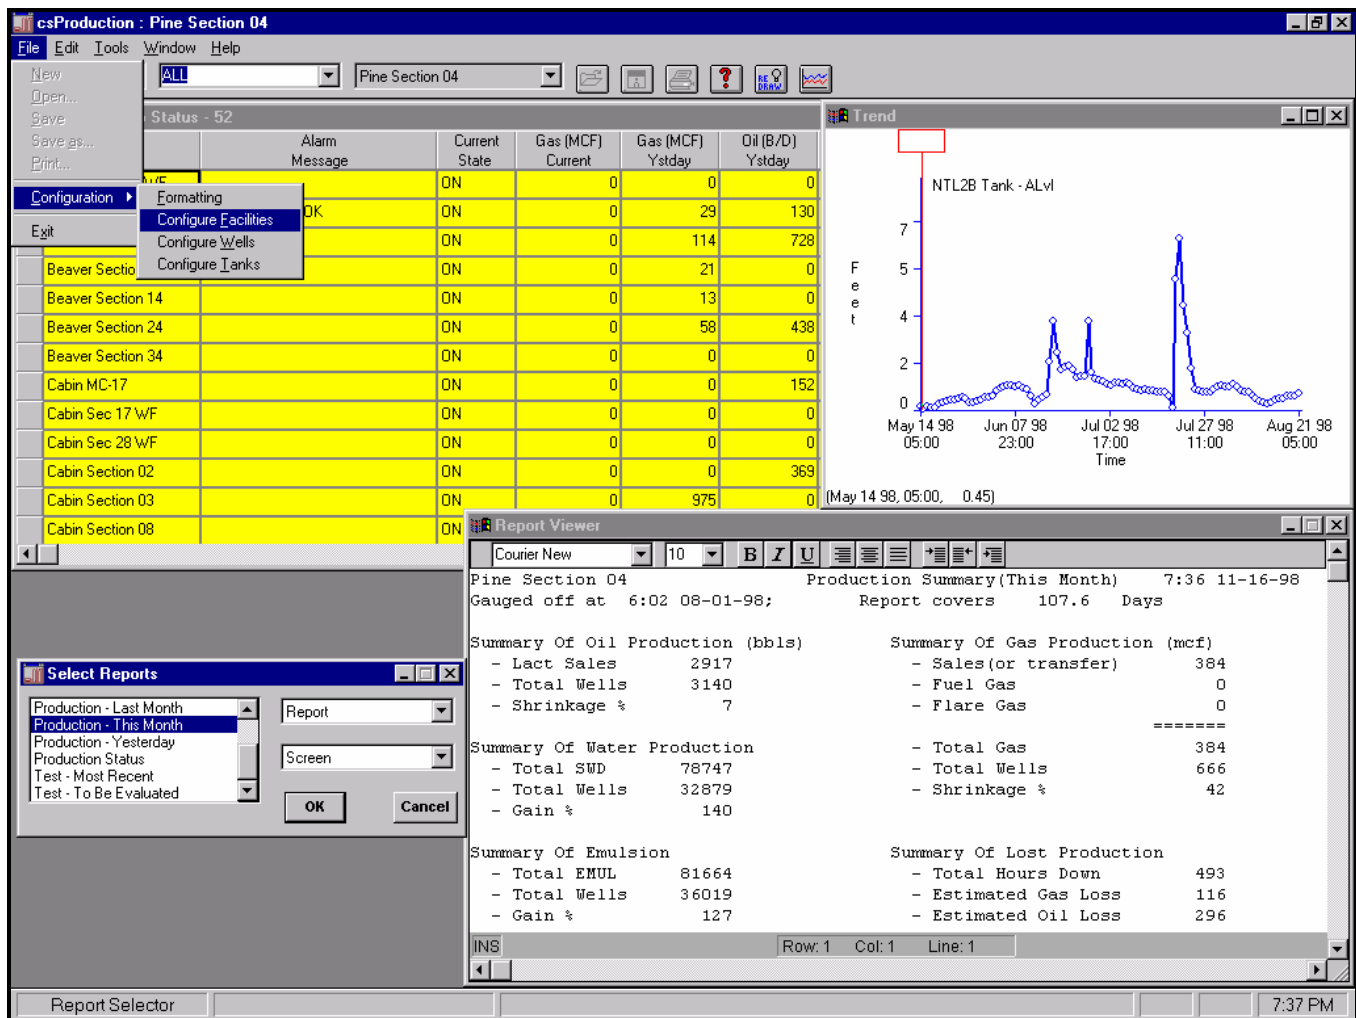 csProduction : Pine Section 04
File Edit Tools Window Help
ALL Pine Section 04
RE DRAW
New
Open...
Save
Save as...
Print...
Configuration
Exit
Formatting
Configure Facilities
Configure Wells
Configure Tanks
Status - 52
Alarm Message Current State Gas (MCF) Current Gas (MCF) Ystday Oil (B/D) Ystday
WF ON 0 0 0
OK ON 0 29 130
ON 0 114 728
Beaver Sectio ON 0 21 0
Beaver Section 14 ON 0 13 0
Beaver Section 24 ON 0 58 438
Beaver Section 34 ON 0 0 0
Cabin MC-17 ON 0 0 152
Cabin Sec 17 WF ON 0 0 0
Cabin Sec 28 WF ON 0 0 0
Cabin Section 02 ON 0 0 369
Cabin Section 03 ON 0 975 0
Cabin Section 08 ON
Trend
NTL2B Tank - ALvl
Feet
7
5
4
2
0
May 14 98 05:00 Jun 07 98 23:00 Jul 02 98 17:00 Jul 27 98 11:00 Aug 21 98 05:00
Time
(May 14 98, 05:00, 0.45)
Select Reports
Production - Last Month
Production - This Month
Production - Yesterday
Production Status
Test - Most Recent
Test - To Be Evaluated
Report
Screen
OK Cancel
Report Viewer
Courier New 10 B I U
Pine Section 04 Production Summary(This Month) 7:36 11-16-98
Gauged off at 6:02 08-01-98; Report covers 107.6 Days
Summary Of Oil Production (bbls) Summary Of Gas Production (mcf)
- Lact Sales 2917 - Sales(or transfer) 384
- Total Wells 3140 - Fuel Gas 0
- Shrinkage % 7 - Flare Gas 0
=======
Summary Of Water Production - Total Gas 384
- Total SWD 78747 - Total Wells 666
- Total Wells 32879 - Shrinkage % 42
- Gain % 140
Summary Of Emulsion Summary Of Lost Production
- Total EMUL 81664 - Total Hours Down 493
- Total Wells 36019 - Estimated Gas Loss 116
- Gain % 127 - Estimated Oil Loss 296
INS Row: 1 Col: 1 Line: 1
Report Selector 7:37 PM